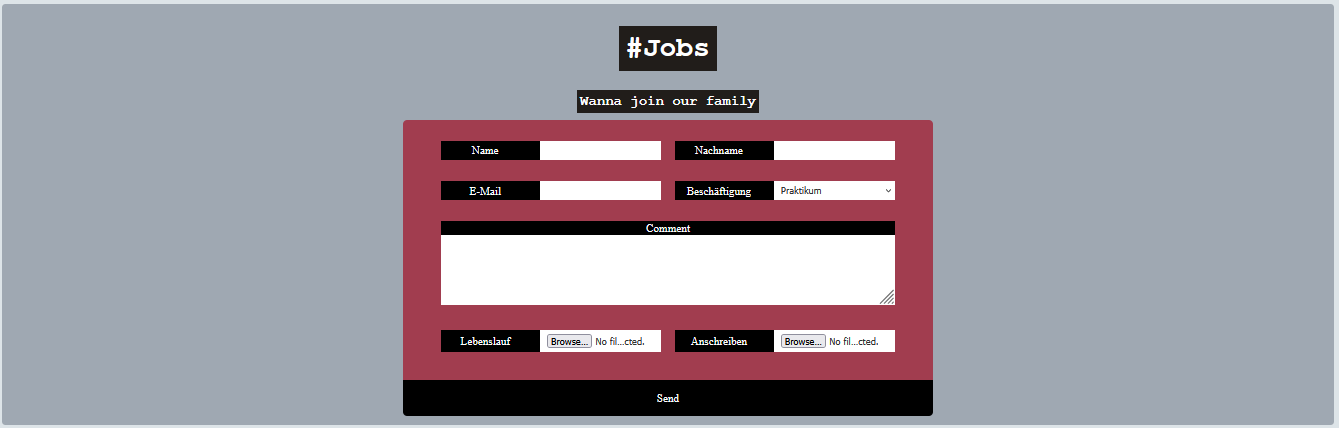 #Jobs
Wanna join our family
Name Nachname
E-Mail Beschäftigung Praktikum
Comment
Lebenslauf Browse... No fil...cted. Anschreiben Browse... No fil...cted.
Send